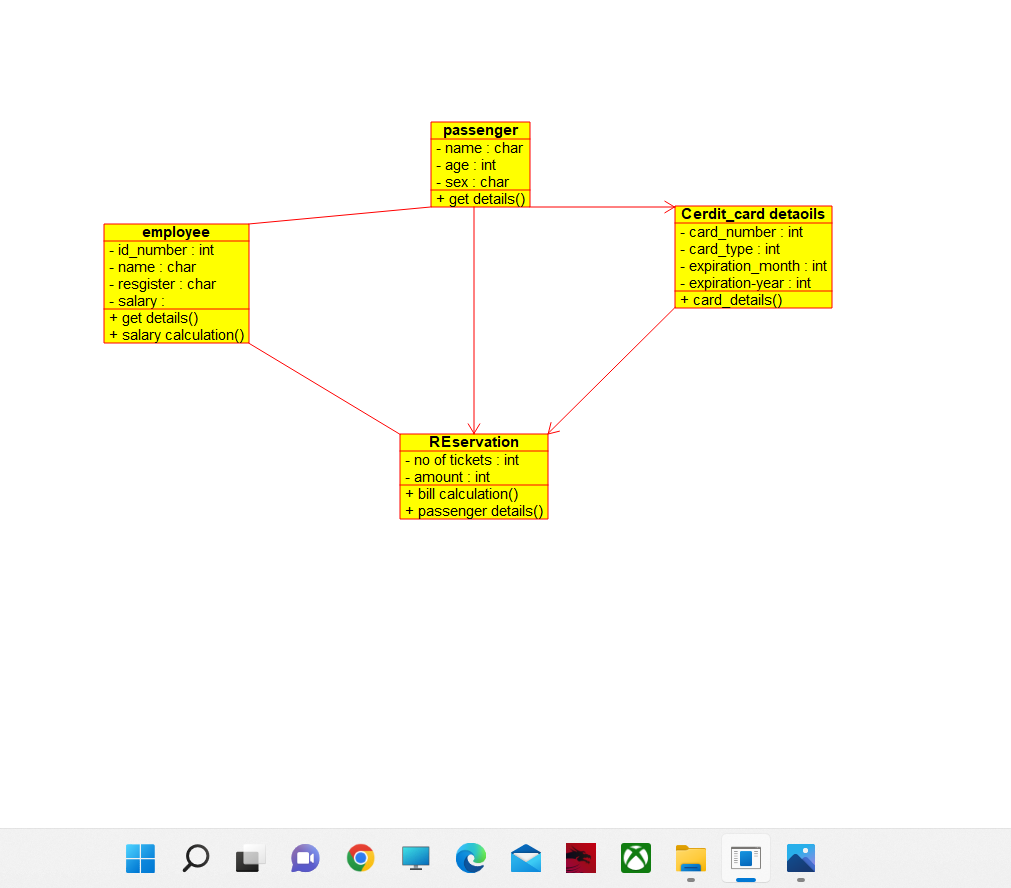 passenger
- name : char
- age : int
- sex : char
+ get details()
Cerdit_card detaoils
- card_number : int
- card_type : int
- expiration_month : int
- expiration-year : int
+ card_details()
employee
- id_number : int
- name : char
- resgister : char
- salary :
+ get details()
+ salary calculation()
REservation
- no of tickets : int
- amount : int
+ bill calculation()
+ passenger details()